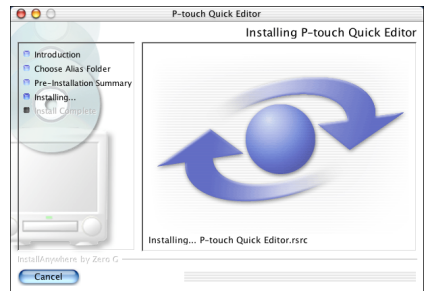 P-touch Quick Editor
Installing P-touch Quick Editor
Introduction
Choose Alias Folder
Pre-Installation Summary
Installing...
Install Complete
Installing... P-touch Quick Editor.rsrc
InstallAnywhere by Zero G
Cancel